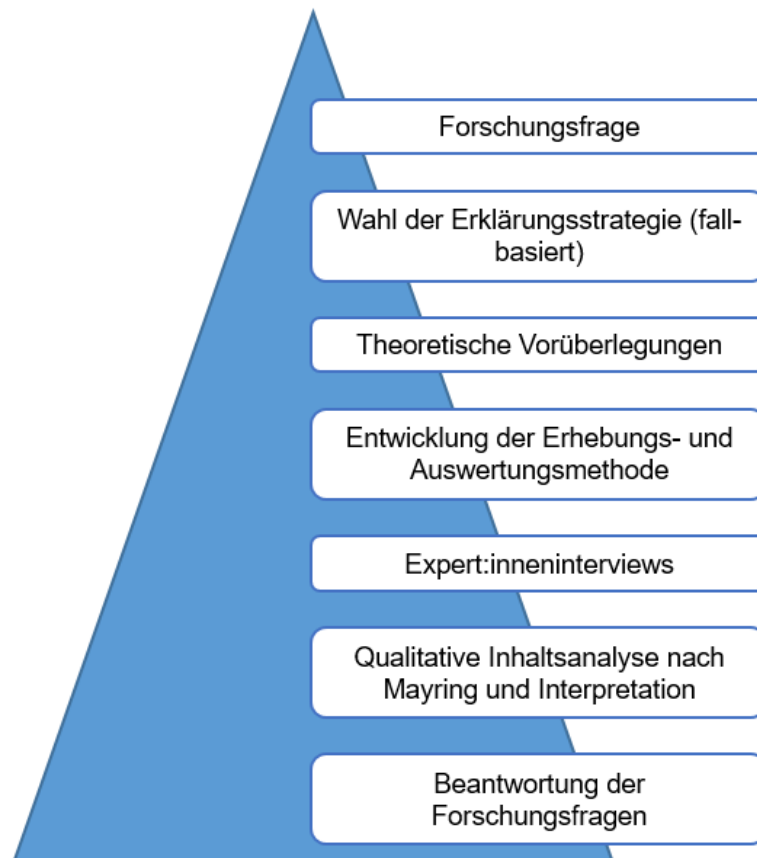 Forschungsfrage
Wahl der Erklärungsstrategie (fall-
basiert)
Theoretische Vorüberlegungen
Entwicklung der Erhebungs- und
Auswertungsmethode
Expert:inneninterviews
Qualitative Inhaltsanalyse nach
Mayring und Interpretation
Beantwortung der
Forschungsfragen